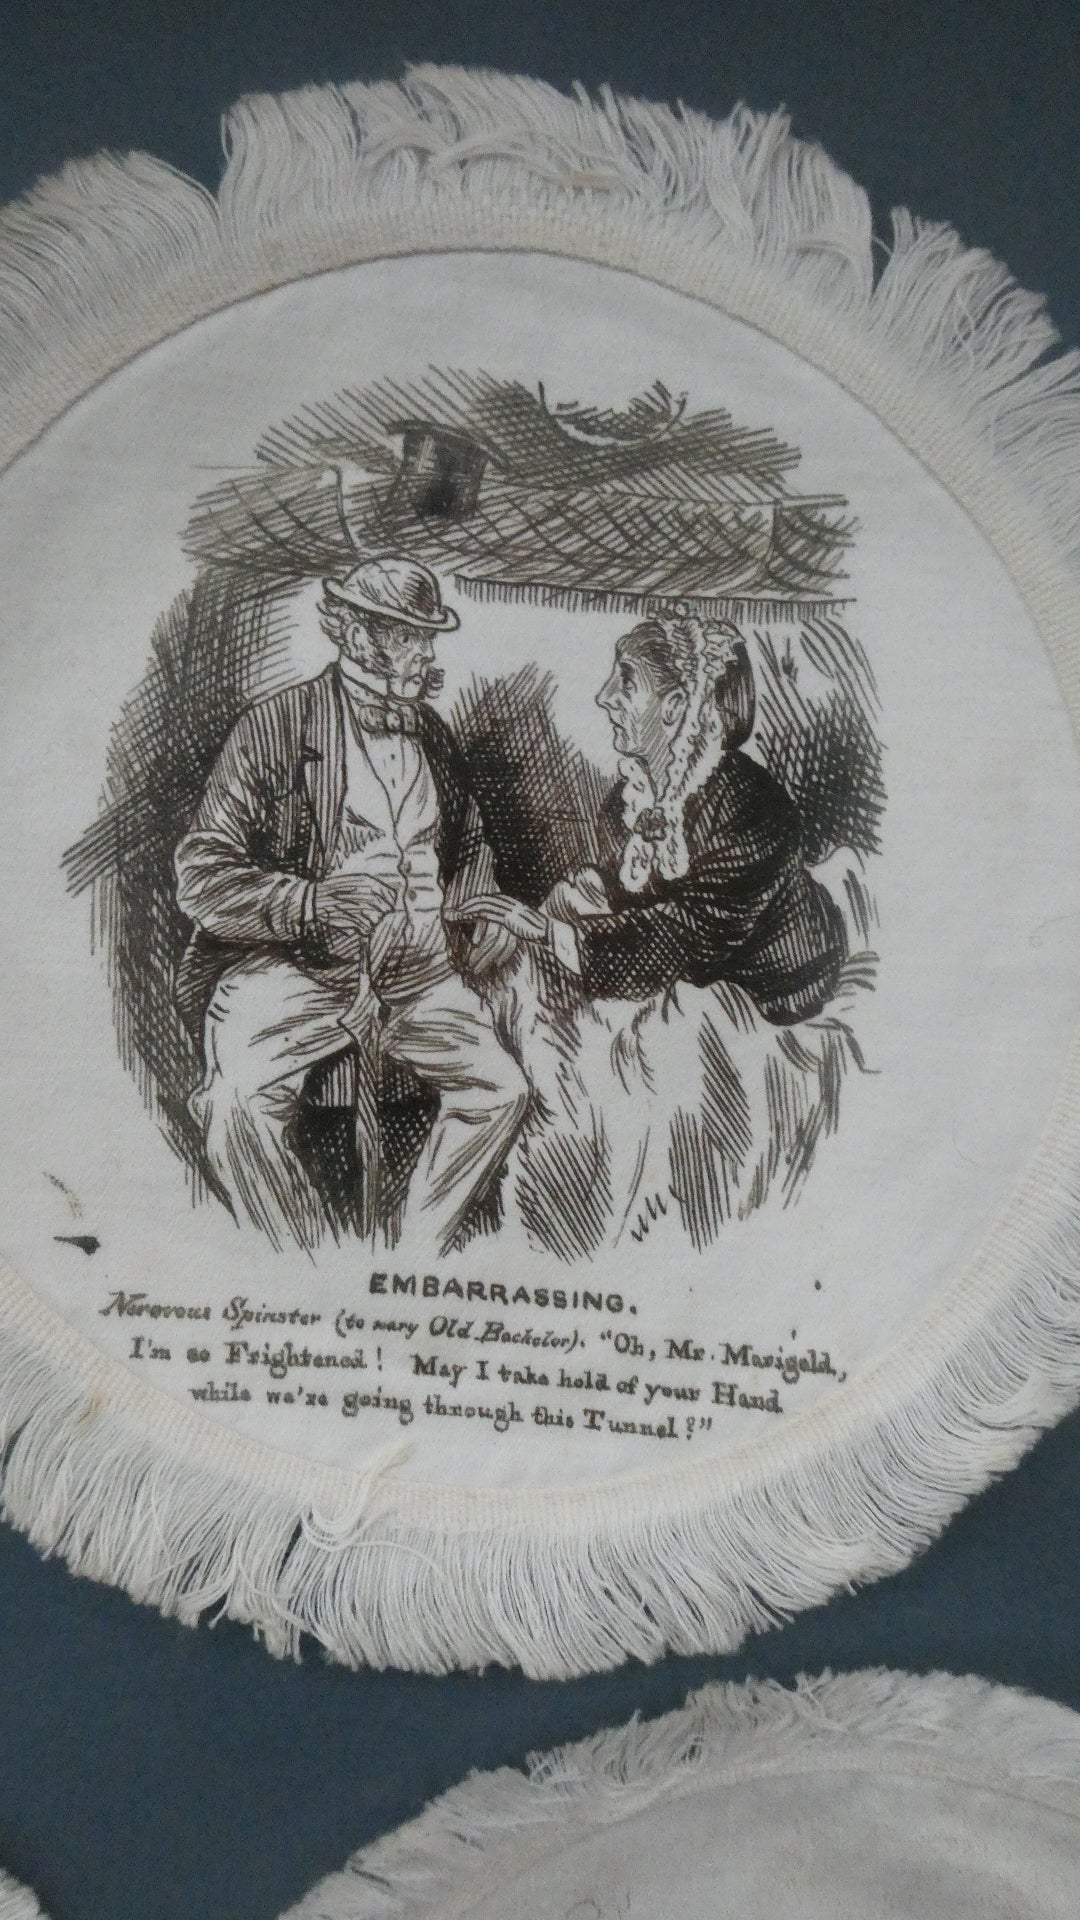 EMBARRASSING.
Nervous Spinster (to wary Old Bachelor). "Oh, Mr. Marigold,
I'm so Frightened! May I take hold of your Hand
while we're going through this Tunnel?"